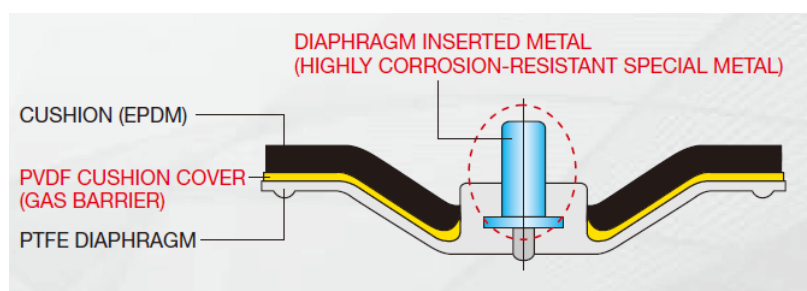 DIAPHRAGM INSERTED METAL
(HIGHLY CORROSION-RESISTANT SPECIAL METAL)
CUSHION (EPDM)
PVDF CUSHION COVER
(GAS BARRIER)
PTFE DIAPHRAGM